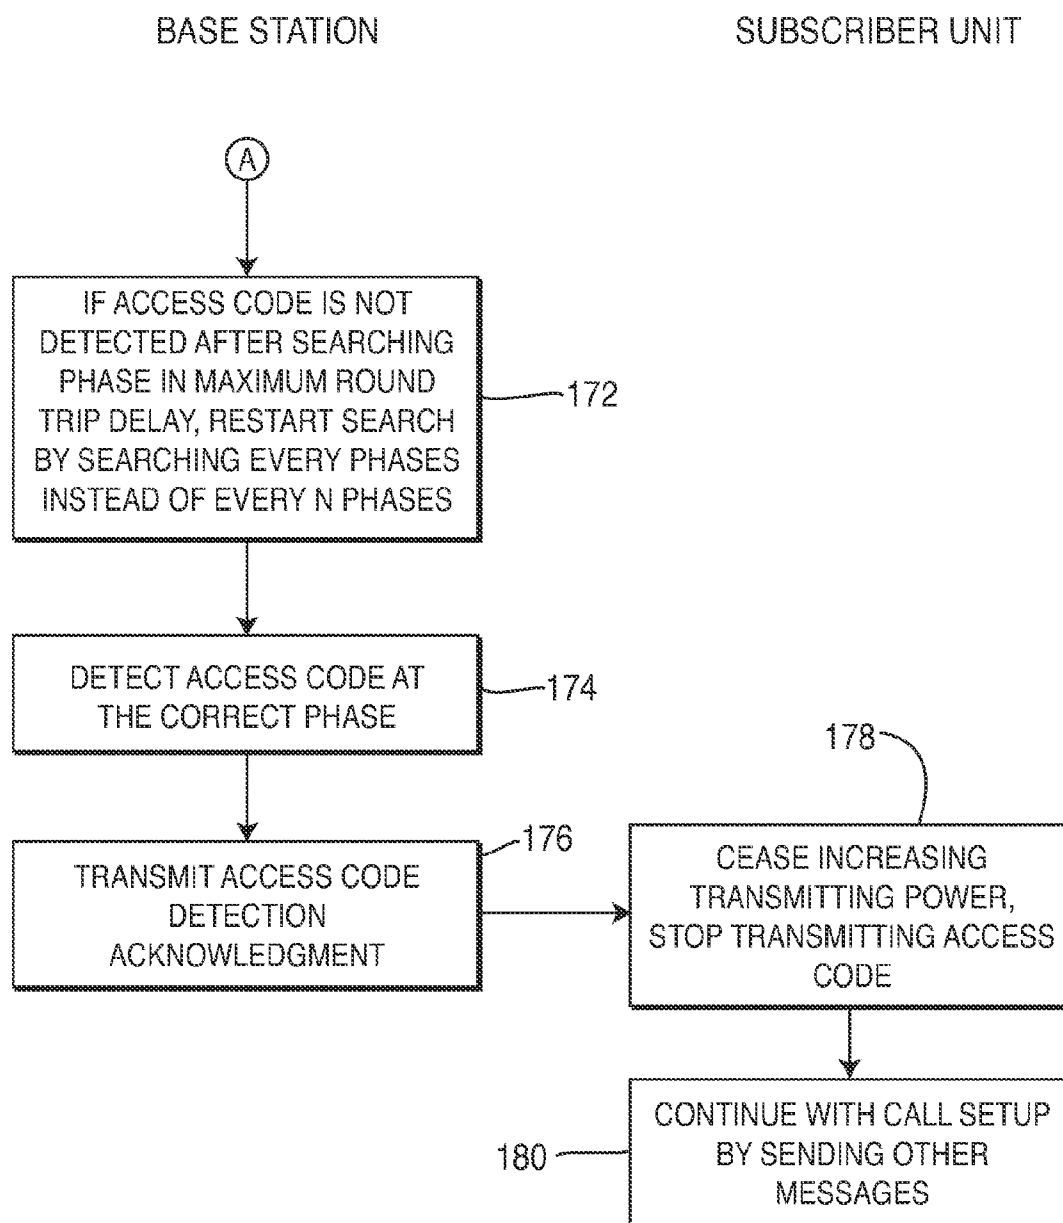 BASE STATION
SUBSCRIBER UNIT
A
IF ACCESS CODE IS NOT
DETECTED AFTER SEARCHING
PHASE IN MAXIMUM ROUND
TRIP DELAY, RESTART SEARCH
BY SEARCHING EVERY PHASES
INSTEAD OF EVERY N PHASES
172
DETECT ACCESS CODE AT
THE CORRECT PHASE
174
TRANSMIT ACCESS CODE
DETECTION
ACKNOWLEDGMENT
176
178
CEASE INCREASING
TRANSMITTING POWER,
STOP TRANSMITTING ACCESS
CODE
CONTINUE WITH CALL SETUP
BY SENDING OTHER
MESSAGES
180